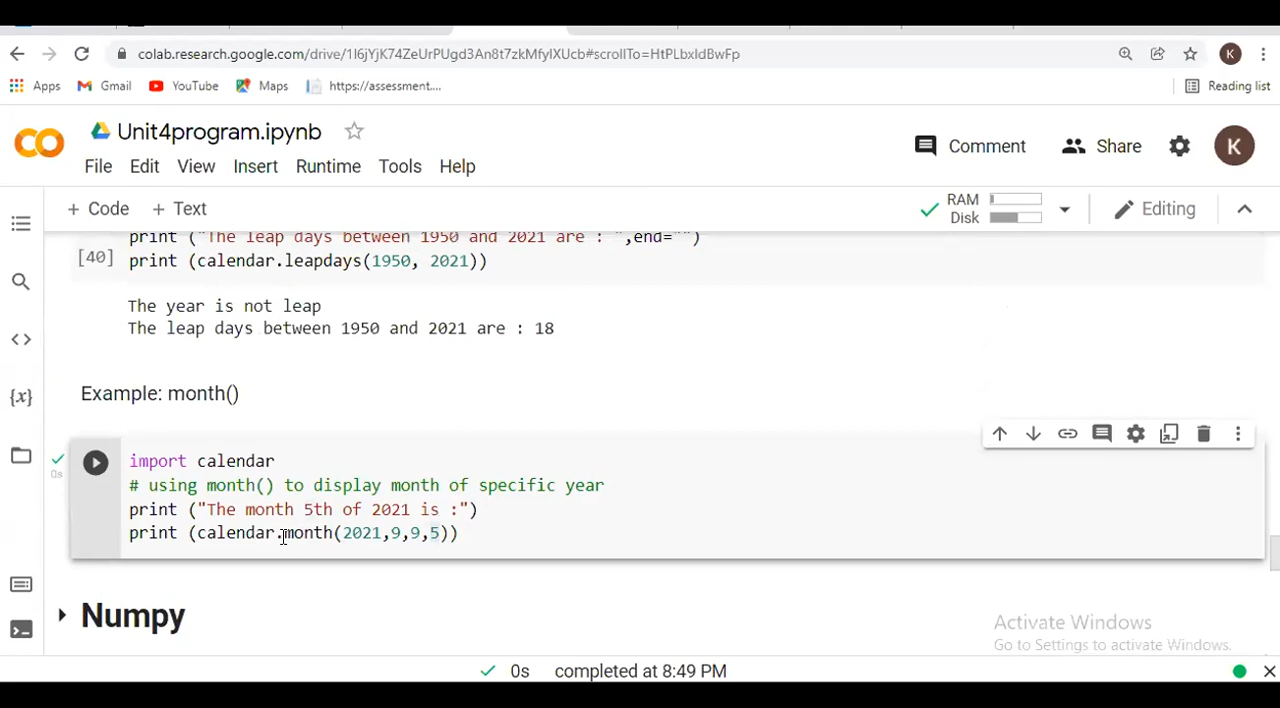 colab.research.google.com/drive/1I6jYjK74ZeUrPUgd3An8t7zkMfyIXUcb#scrollTo=HtPLbxIdBwFp
K
Apps Gmail YouTube Maps https://assessment.... Reading list
Unit4program.ipynb
Comment Share K
File Edit View Insert Runtime Tools Help
+ Code + Text RAM Disk Editing
print ("The leap days between 1950 and 2021 are : ",end="")
[40] print (calendar.leapdays(1950, 2021))
The year is not leap
The leap days between 1950 and 2021 are : 18
{x}
Example: month()
import calendar
0s
# using month() to display month of specific year
print ("The month 5th of 2021 is :")
print (calendar.month(2021,9,9,5))
Numpy
Activate Windows
Go to Settings to activate Windows.
0s completed at 8:49 PM